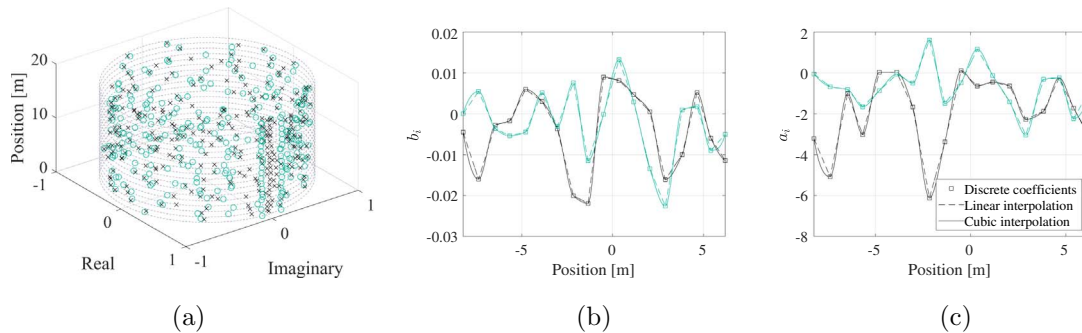 20
10
0
-1
0
1
-1
0
1
Position [m]
Real
Imaginary
(a)
0.02
0.01
0
-0.01
-0.02
-0.03
-5
0
5
b_i
Position [m]
(b)
2
0
-2
-4
-6
-8
-5
0
5
a_i
Discrete coefficients
Linear interpolation
Cubic interpolation
Position [m]
(c)